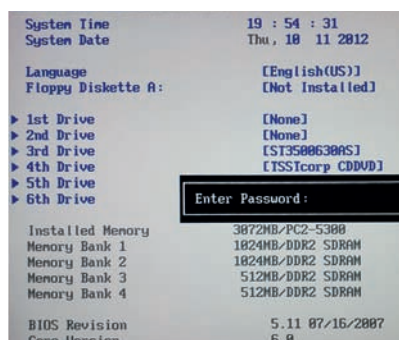 System Time 19 : 54 : 31
System Date Thu, 10 11 2012
Language [English(US)]
Floppy Diskette A: [Not Installed]
1st Drive [None]
2nd Drive [None]
3rd Drive [ST3500630AS]
4th Drive [TSSTcorp CDDVD]
5th Drive
6th Drive
Enter Password:
Installed Memory 3072MB/PC2-5300
Memory Bank 1 1024MB/DDR2 SDRAM
Memory Bank 2 1024MB/DDR2 SDRAM
Memory Bank 3 512MB/DDR2 SDRAM
Memory Bank 4 512MB/DDR2 SDRAM
BIOS Revision 5.11 07/16/2007